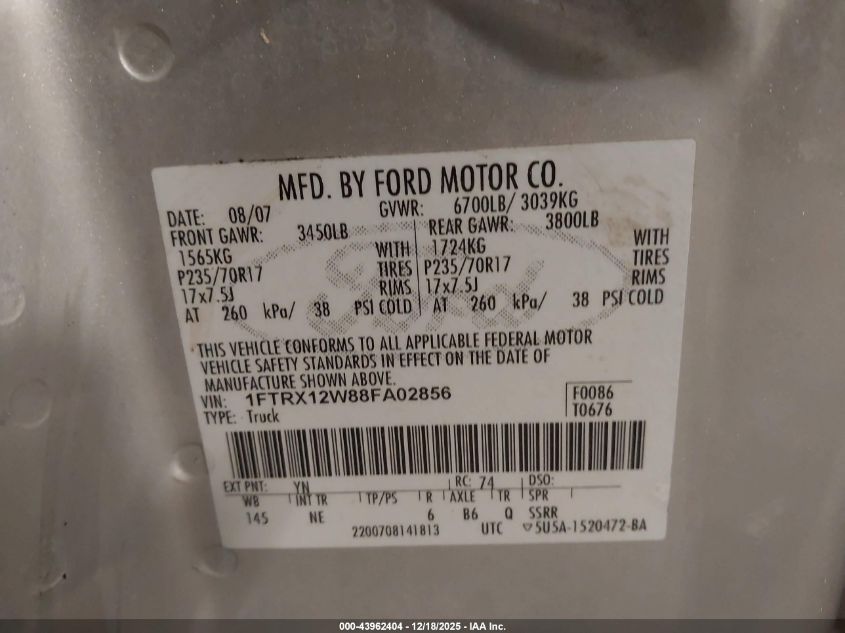 MFD. BY FORD MOTOR CO.
DATE: 08/07 GVWR: 6700LB/ 3039KG
FRONT GAWR: 3450LB REAR GAWR: 3800LB
1565KG WITH 1724KG WITH
P235/70R17 TIRES P235/70R17 TIRES
17x7.5J RIMS 17x7.5J RIMS
AT 260 kPa/ 38 PSI COLD AT 260 kPa/ 38 PSI COLD
Ford
THIS VEHICLE CONFORMS TO ALL APPLICABLE FEDERAL MOTOR
VEHICLE SAFETY STANDARDS IN EFFECT ON THE DATE OF
MANUFACTURE SHOWN ABOVE.
VIN: 1FTRX12W88FA02856 F0086
TYPE: Truck T0676
EXT PNT: YN RC: 74 DSO:
WB INT TR TP/PS R AXLE TR SPR
145 NE 6 B6 Q SSRR
2200708141813 UTC 5U5A-1520472-BA
000-43962404 - 12/18/2025 - IAA Inc.